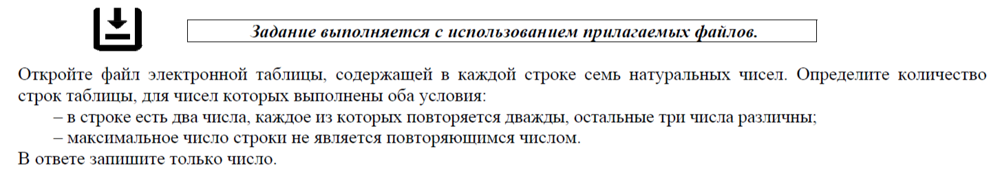 Задание выполняется с использованием прилагаемых файлов.
Откройте файл электронной таблицы, содержащей в каждой строке семь натуральных чисел. Определите количество
строк таблицы, для чисел которых выполнены оба условия:
– в строке есть два числа, каждое из которых повторяется дважды, остальные три числа различны;
– максимальное число строки не является повторяющимся числом.
В ответе запишите только число.